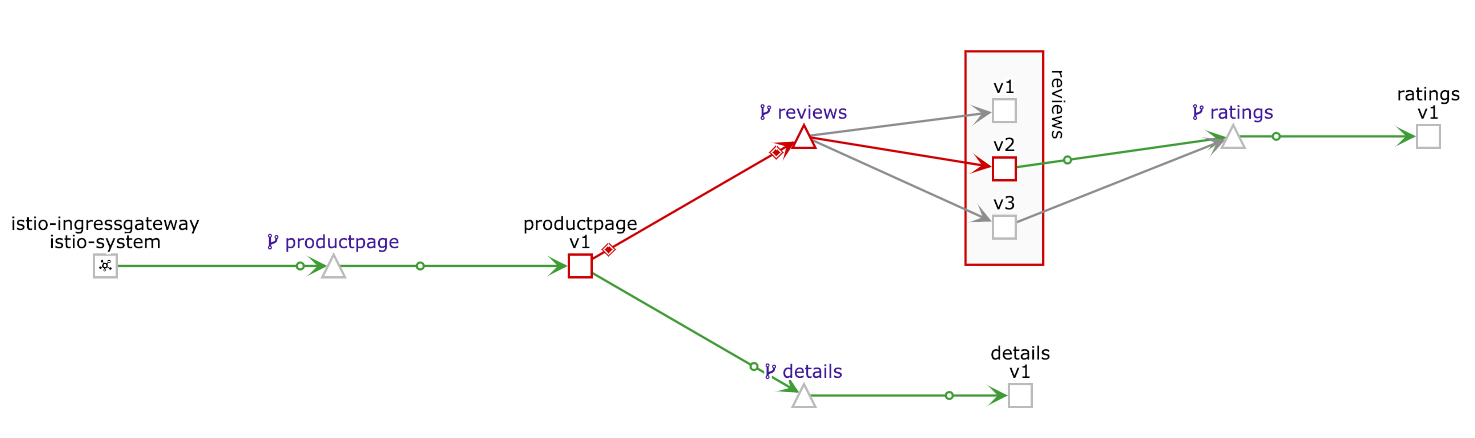 istio-ingressgateway
istio-system
productpage
productpage
v1
reviews
v1
v2
v3
reviews
ratings
ratings
v1
details
details
v1